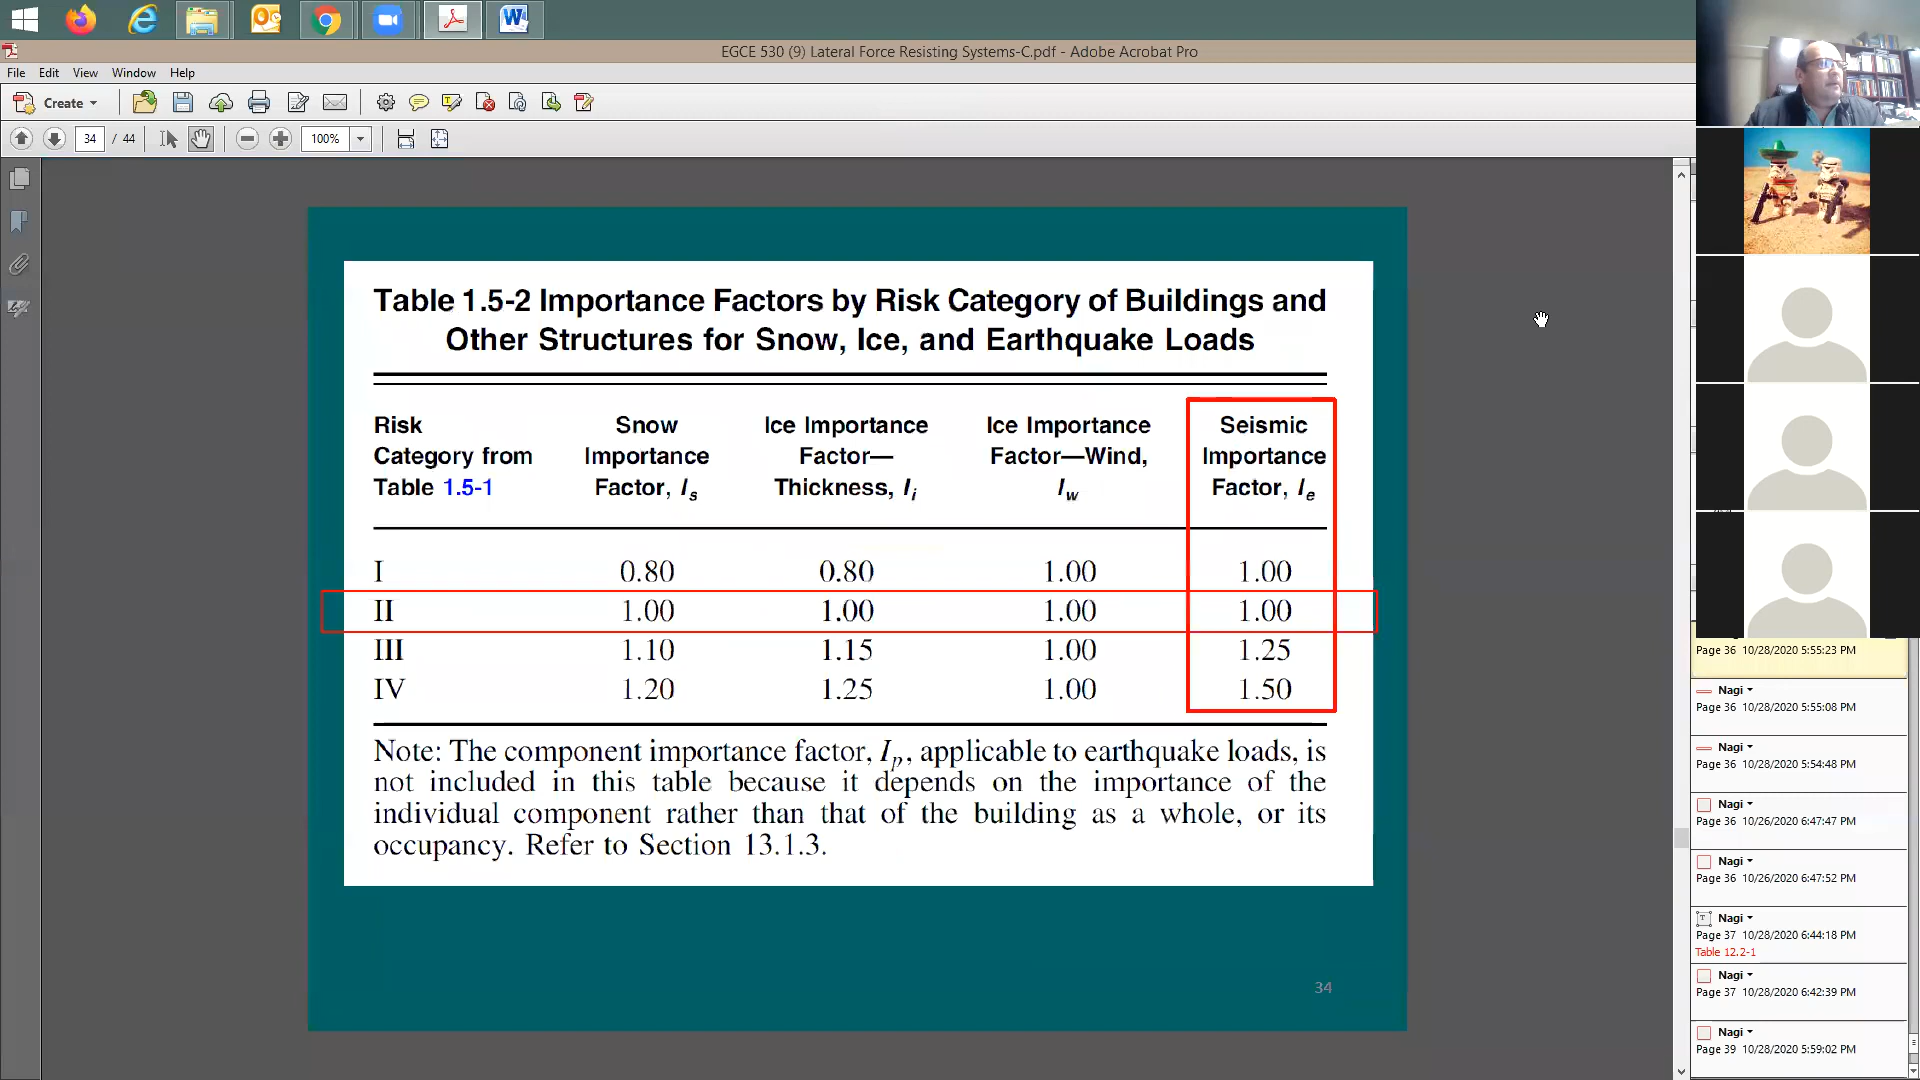 EGCE 530 (9) Lateral Force Resisting Systems-C.pdf - Adobe Acrobat Pro
File Edit View Window Help
Create
34 / 44 100%
Table 1.5-2 Importance Factors by Risk Category of Buildings and
Other Structures for Snow, Ice, and Earthquake Loads
Risk Snow Ice Importance Ice Importance Seismic
Category from Importance Factor— Factor—Wind, Importance
Table 1.5-1 Factor, Is Thickness, Ii Iw Factor, Ie
I 0.80 0.80 1.00 1.00
II 1.00 1.00 1.00 1.00
III 1.10 1.15 1.00 1.25
IV 1.20 1.25 1.00 1.50
Note: The component importance factor, Ip, applicable to earthquake loads, is
not included in this table because it depends on the importance of the
individual component rather than that of the building as a whole, or its
occupancy. Refer to Section 13.1.3.
34
Page 36 10/28/2020 5:55:23 PM
Nagi
Page 36 10/28/2020 5:55:08 PM
Nagi
Page 36 10/28/2020 5:54:48 PM
Nagi
Page 36 10/26/2020 6:47:47 PM
Nagi
Page 36 10/26/2020 6:47:52 PM
Nagi
Page 37 10/28/2020 6:44:18 PM
Table 12.2-1
Nagi
Page 37 10/28/2020 6:42:39 PM
Nagi
Page 39 10/28/2020 5:59:02 PM